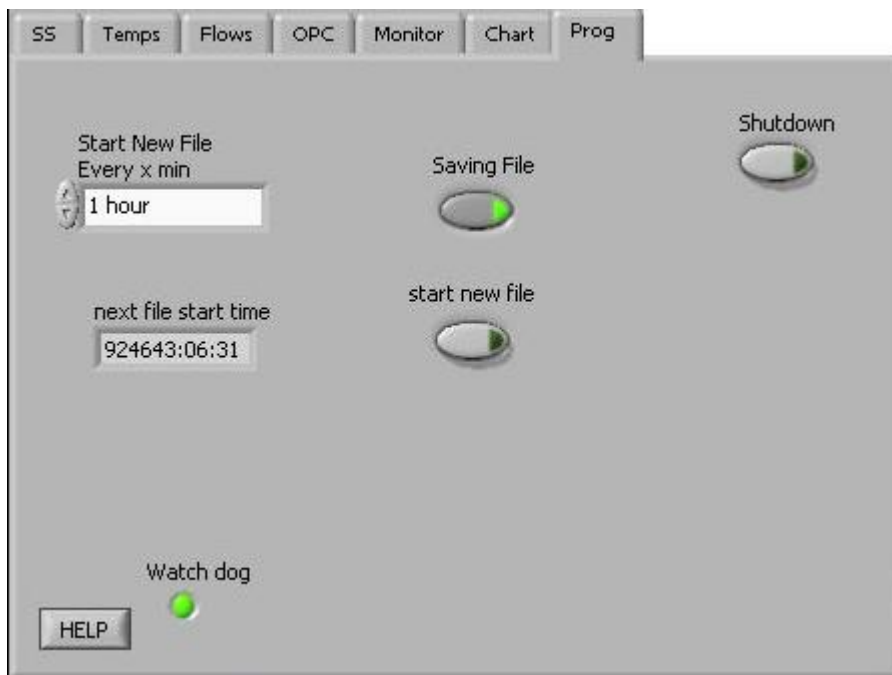 SS
Temps
Flows
OPC
Monitor
Chart
Prog
Start New File
Every x min
1 hour
Saving File
Shutdown
next file start time
924643:06:31
start new file
Watch dog
HELP